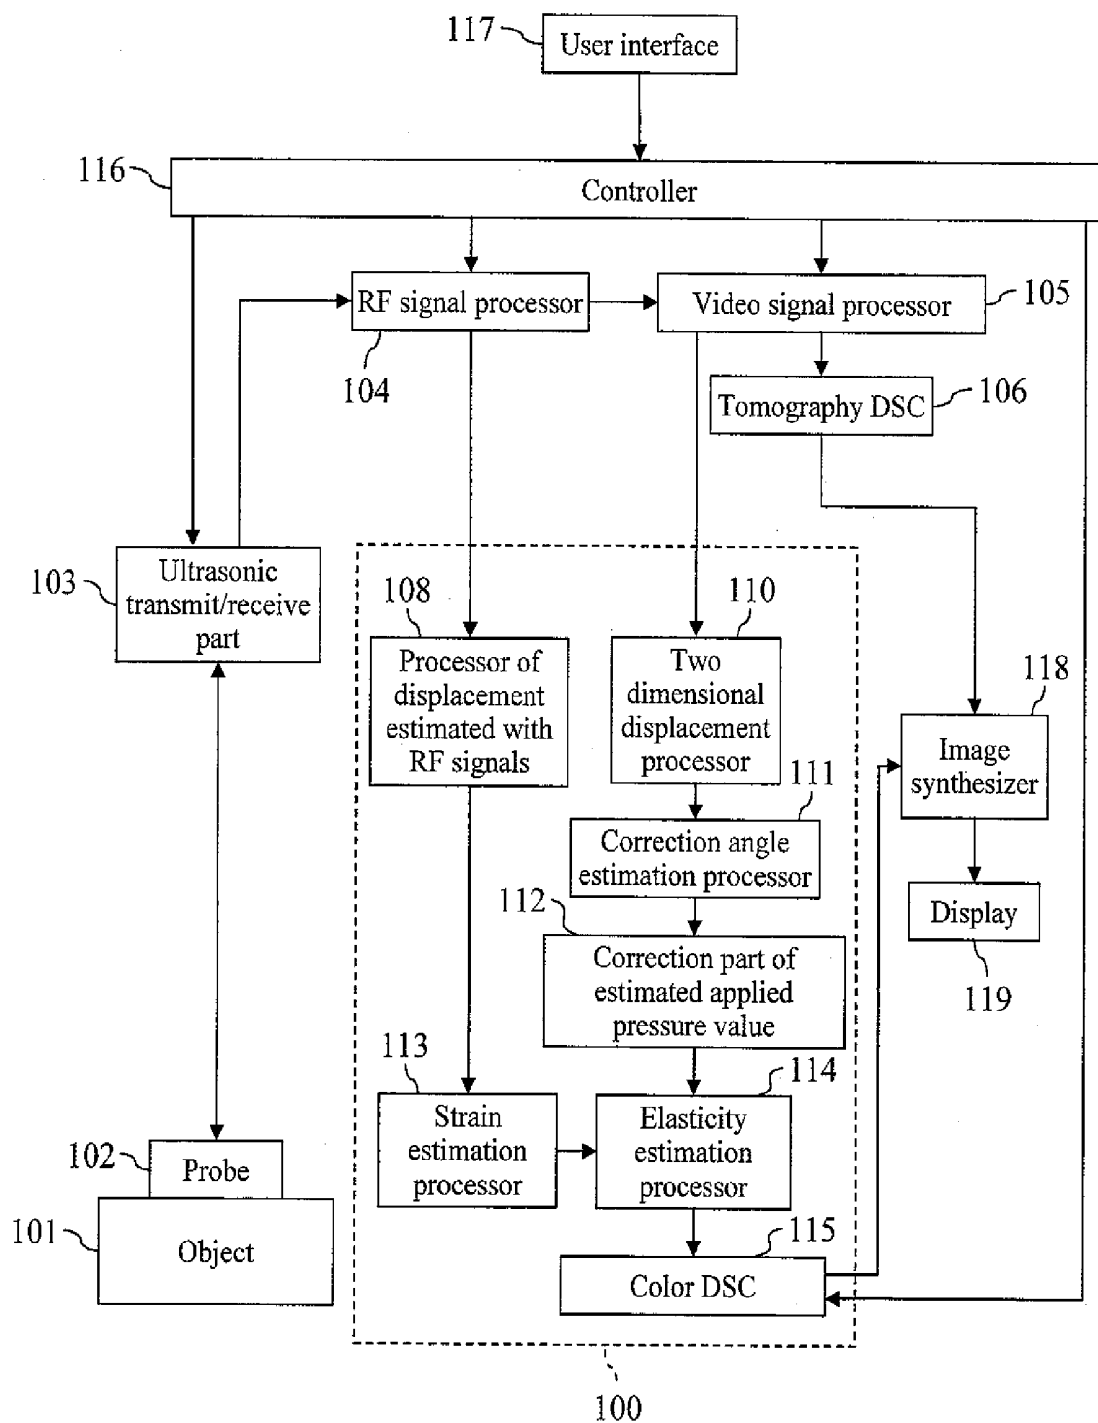 117
User interface
116
Controller
RF signal processor
104
Video signal processor
105
Tomography DSC
106
103
Ultrasonic
transmit/receive
part
108
Processor of
displacement
estimated with
RF signals
110
Two
dimensional
displacement
processor
118
Image
synthesizer
111
Correction angle
estimation processor
Display
119
112
Correction part of
estimated applied
pressure value
113
Strain
estimation
processor
114
Elasticity
estimation
processor
102
Probe
101
Object
115
Color DSC
100